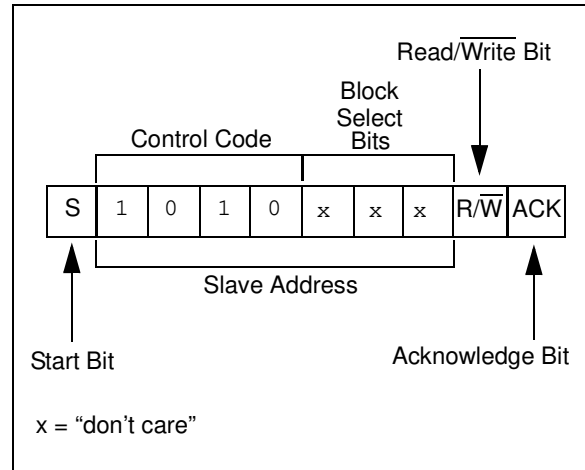 Read/Write Bit
Block
Select
Bits
Control Code
S 1 0 1 0 x x x R/W ACK
Slave Address
Start Bit
Acknowledge Bit
x = “don’t care”